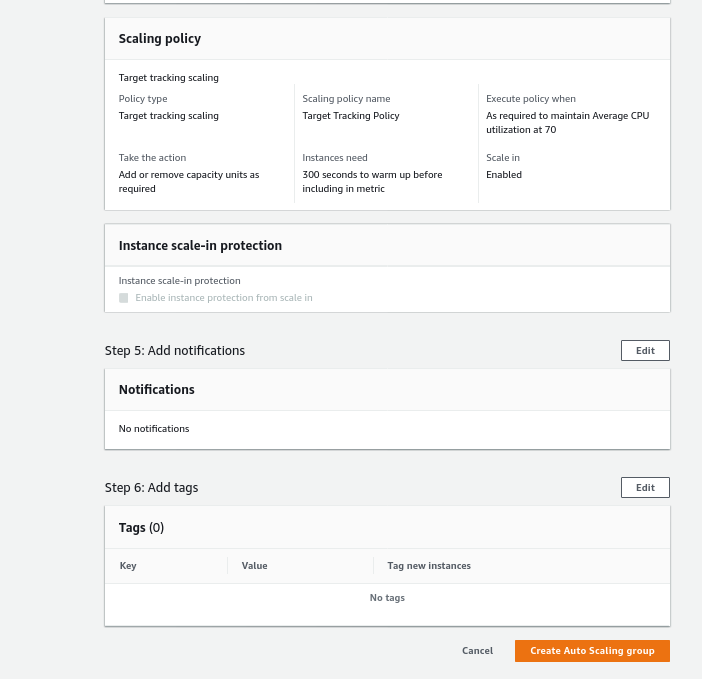 Scaling policy
Target tracking scaling
Policy type
Target tracking scaling
Scaling policy name
Target Tracking Policy
Execute policy when
As required to maintain Average CPU
utilization at 70
Take the action
Add or remove capacity units as
required
Instances need
300 seconds to warm up before
including in metric
Scale in
Enabled
Instance scale-in protection
Instance scale-in protection
Enable instance protection from scale in
Step 5: Add notifications
Edit
Notifications
No notifications
Step 6: Add tags
Edit
Tags (0)
Key
Value
Tag new instances
No tags
Cancel
Create Auto Scaling group